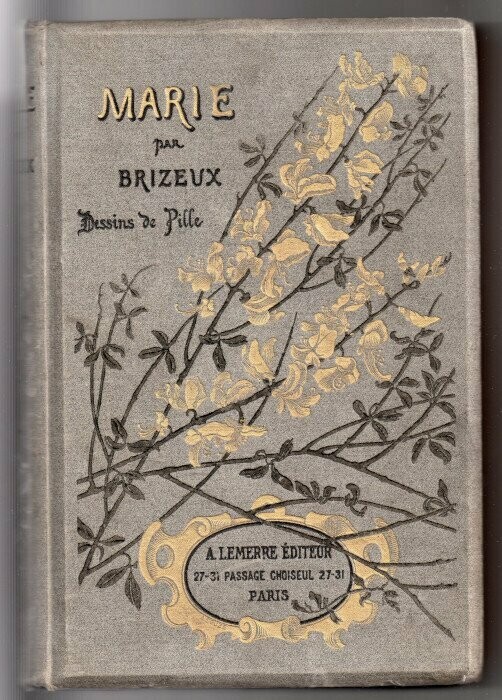 MARIE
PAR
BRIZEUX
Dessins de Pille
A. LEMERRE ÉDITEUR
27-31 PASSAGE CHOISEUL 27-31
PARIS